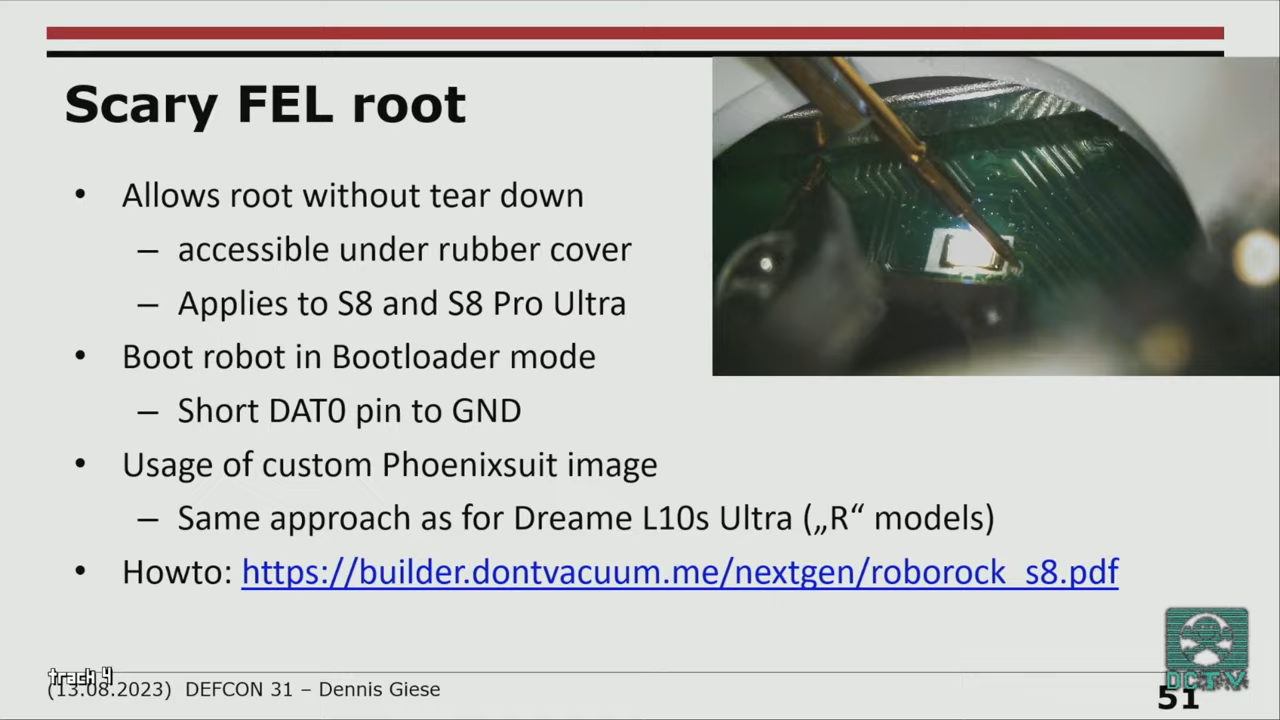 Scary FEL root
• Allows root without tear down
– accessible under rubber cover
– Applies to S8 and S8 Pro Ultra
• Boot robot in Bootloader mode
– Short DAT0 pin to GND
• Usage of custom Phoenixsuit image
– Same approach as for Dreame L10s Ultra („R“ models)
• Howto: https://builder.dontvacuum.me/nextgen/roborock_s8.pdf
track 4
(13.08.2023) DEFCON 31 – Dennis Giese
DCTV
51